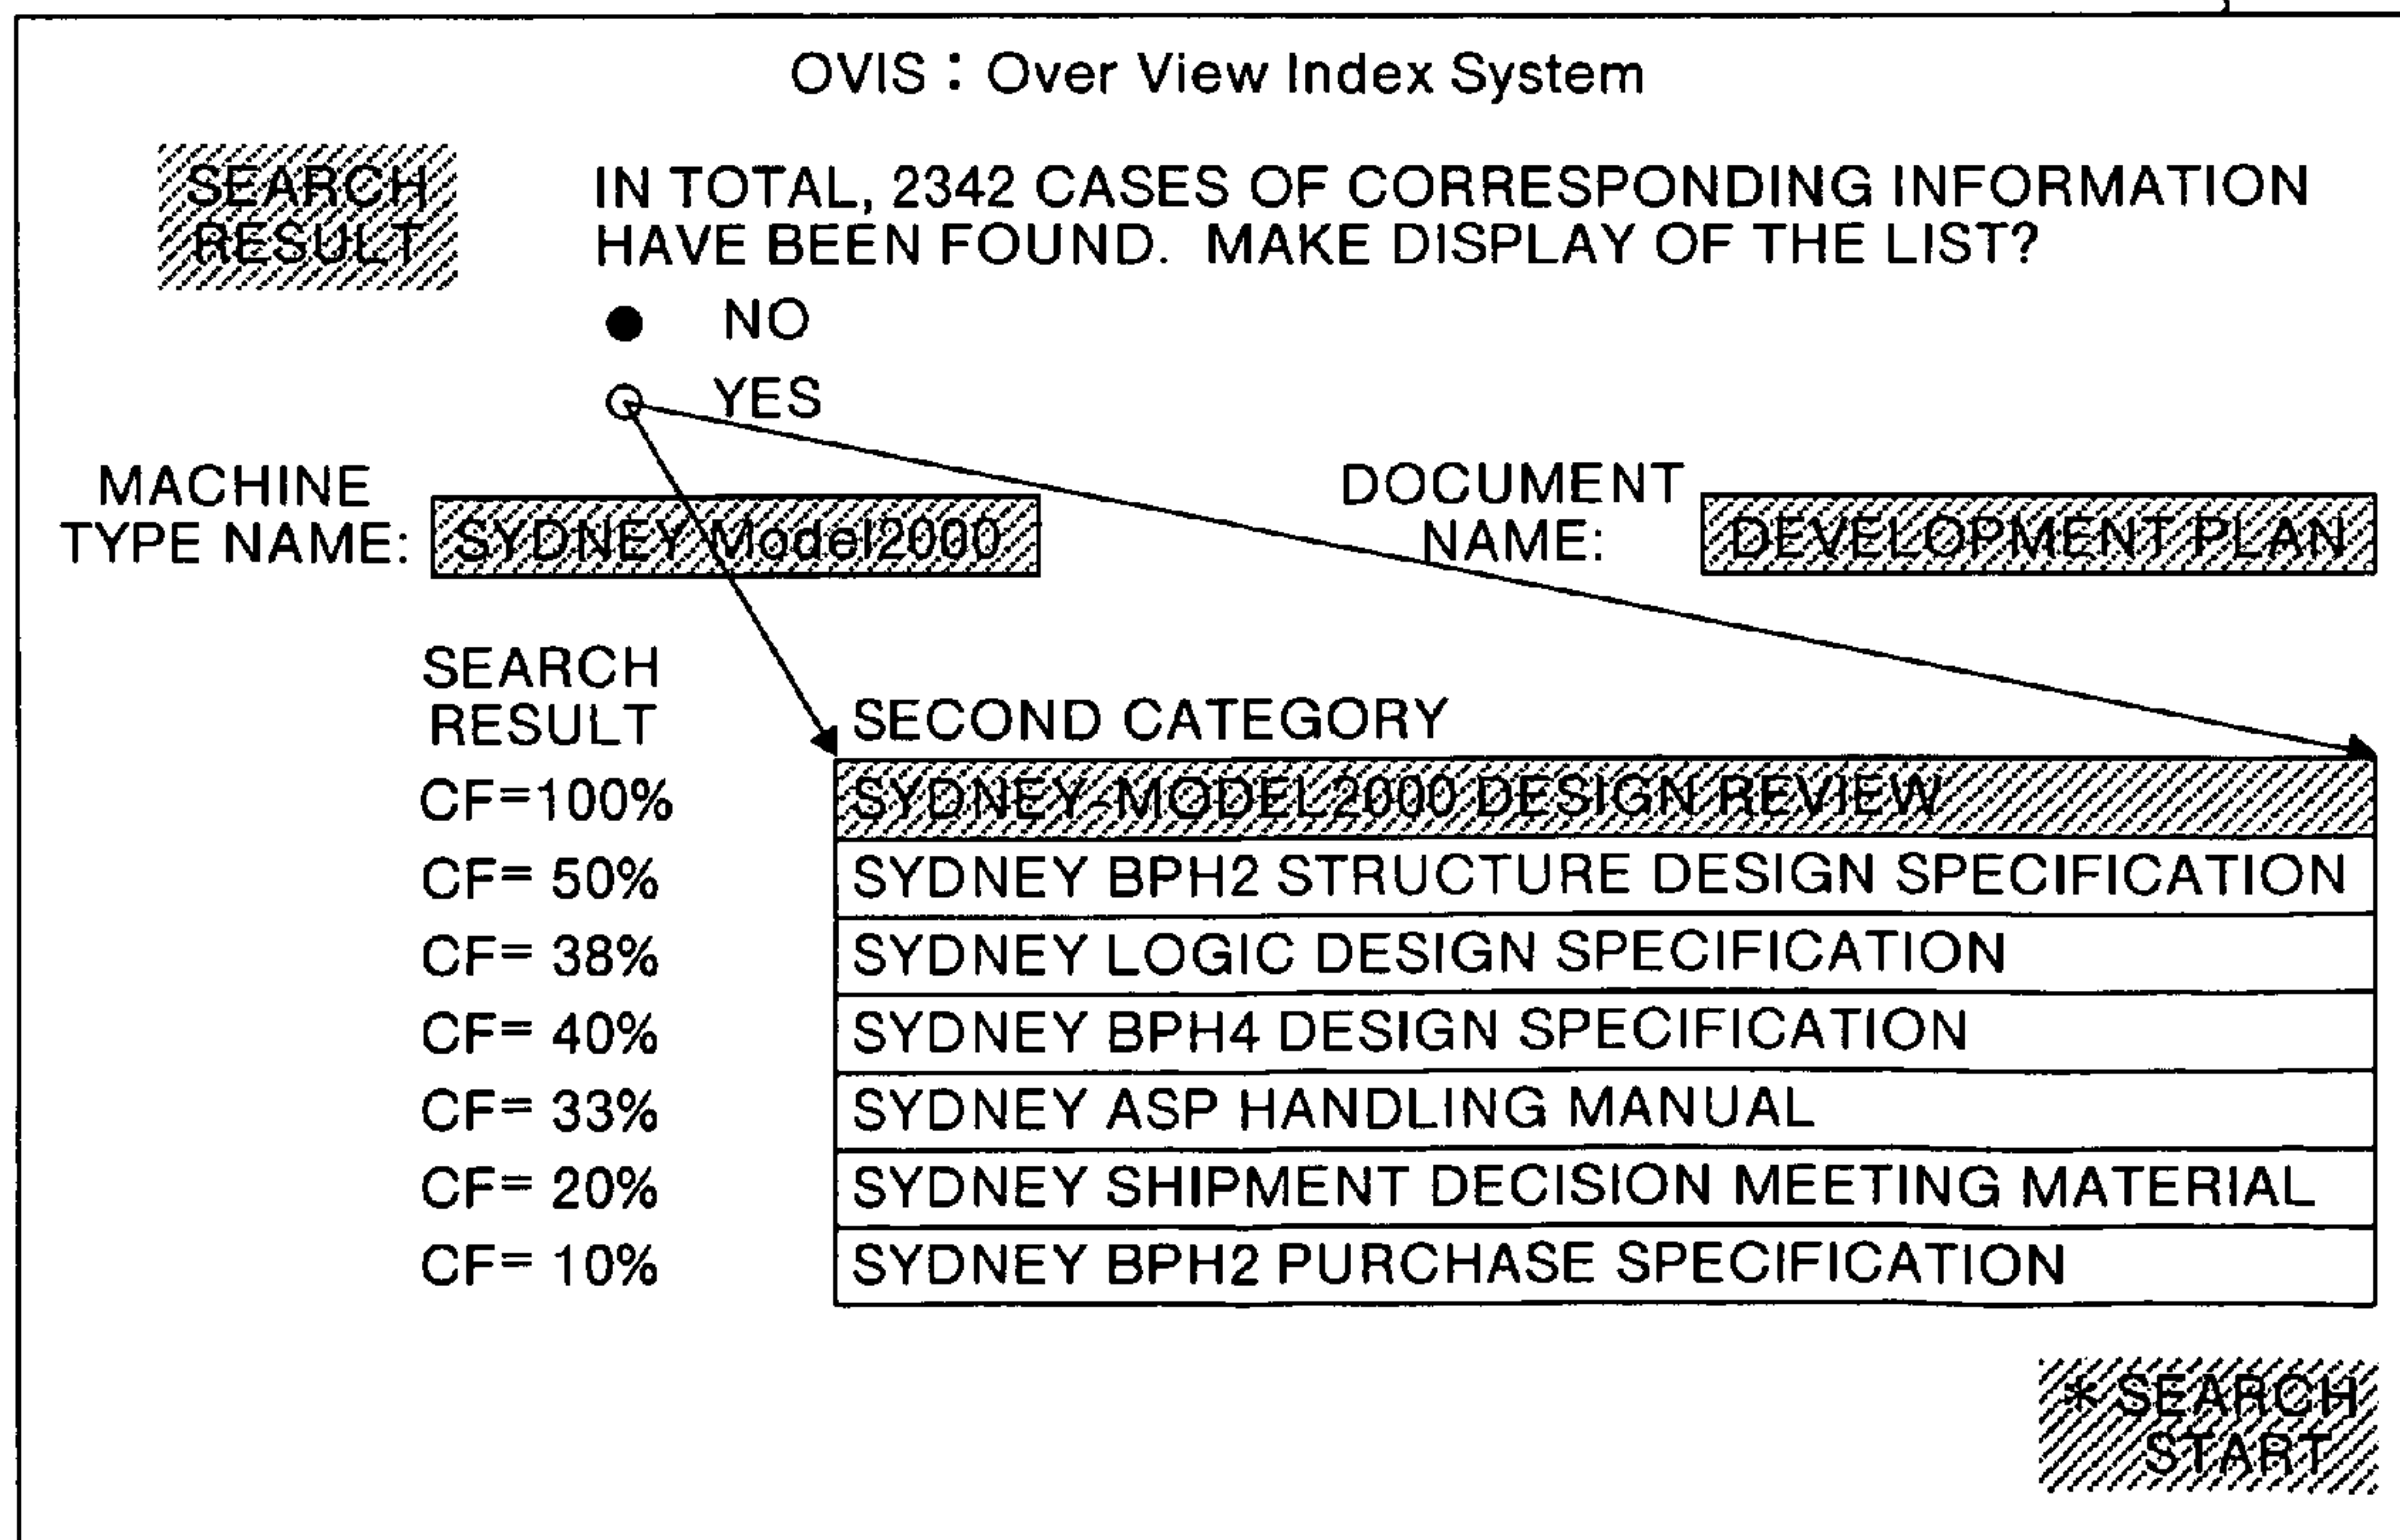 OVIS : Over View Index System
SEARCH
RESULT
IN TOTAL, 2342 CASES OF CORRESPONDING INFORMATION
HAVE BEEN FOUND. MAKE DISPLAY OF THE LIST?
NO
YES
MACHINE
TYPE NAME:
SYDNEY Model2000
DOCUMENT
NAME:
DEVELOPMENT PLAN
SEARCH
RESULT
SECOND CATEGORY
CF=100% SYDNEY-MODEL2000 DESIGN REVIEW
CF= 50% SYDNEY BPH2 STRUCTURE DESIGN SPECIFICATION
CF= 38% SYDNEY LOGIC DESIGN SPECIFICATION
CF= 40% SYDNEY BPH4 DESIGN SPECIFICATION
CF= 33% SYDNEY ASP HANDLING MANUAL
CF= 20% SYDNEY SHIPMENT DECISION MEETING MATERIAL
CF= 10% SYDNEY BPH2 PURCHASE SPECIFICATION
* SEARCH
START